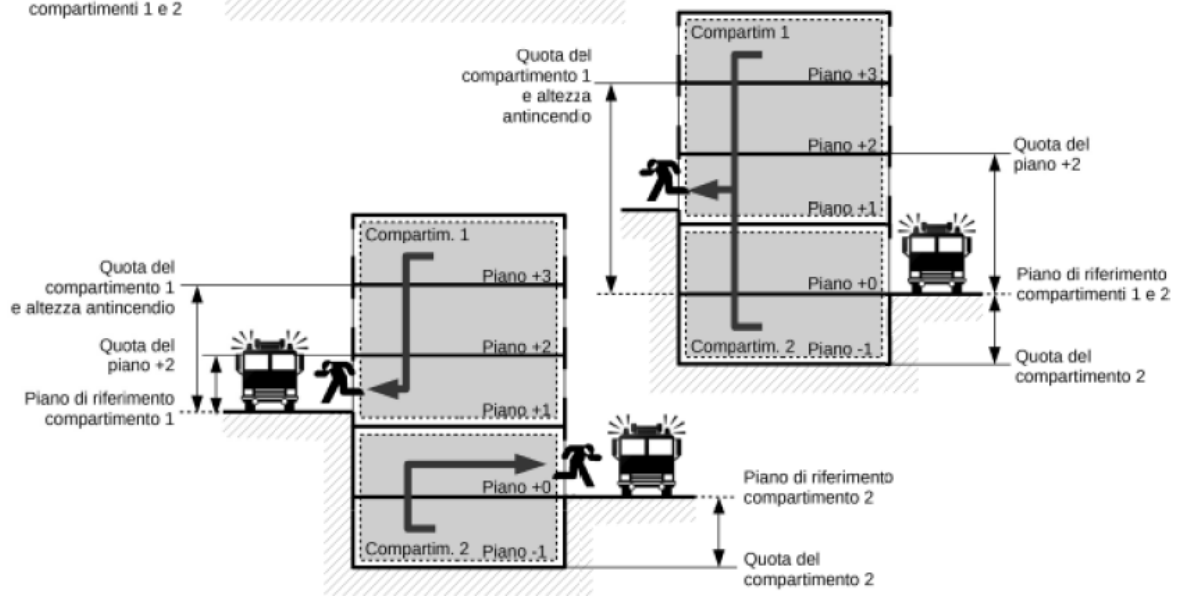 compartimenti 1 e 2
Quota del
compartimento 1
e altezza
antincendio
Compartim 1
Piano +3
Piano +2
Piano +1
Piano +0
Compartim. 2 Piano -1
Quota del
piano +2
Piano di riferimento
compartimenti 1 e 2
Quota del
compartimento 2
Quota del
compartimento 1
e altezza antincendio
Quota del
piano +2
Piano di riferimento
compartimento 1
Compartim. 1
Piano +3
Piano +2
Piano +1
Piano +0
Compartim. 2 Piano -1
Piano di riferimento
compartimento 2
Quota del
compartimento 2